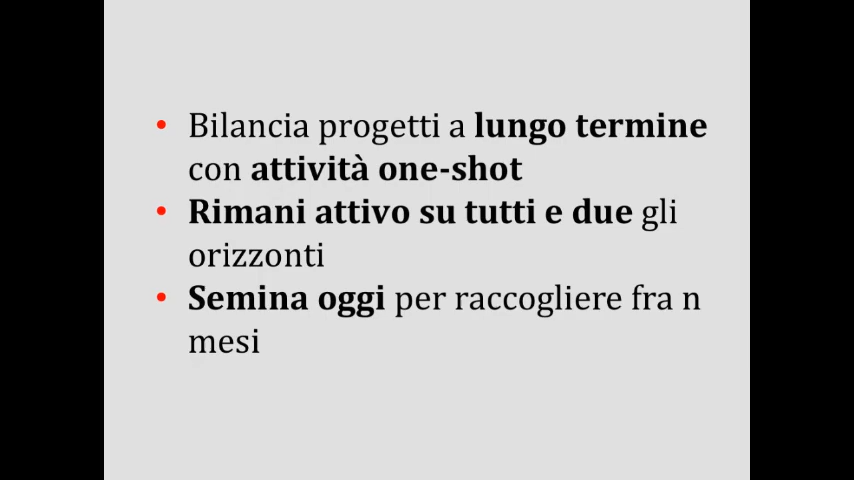 • Bilancia progetti a lungo termine
con attività one-shot
• Rimani attivo su tutti e due gli
orizzonti
• Semina oggi per raccogliere fra n
mesi